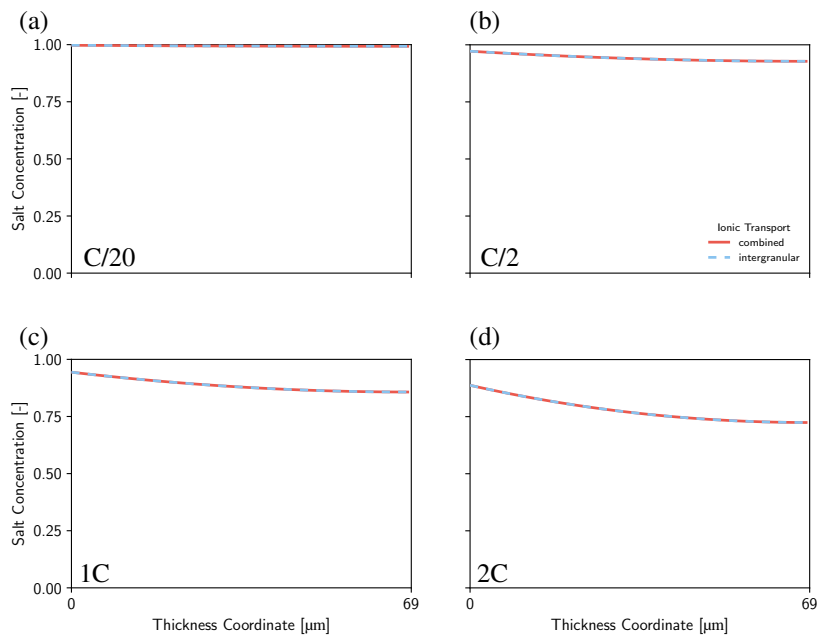 (a)
(b)
1.00
0.75
0.50
0.25
0.00
Salt Concentration [-]
C/20
Ionic Transport
combined
intergranular
C/2
(c)
(d)
1.00
0.75
0.50
0.25
0.00
Salt Concentration [-]
1C
2C
0
69
0
69
Thickness Coordinate [µm]
Thickness Coordinate [µm]